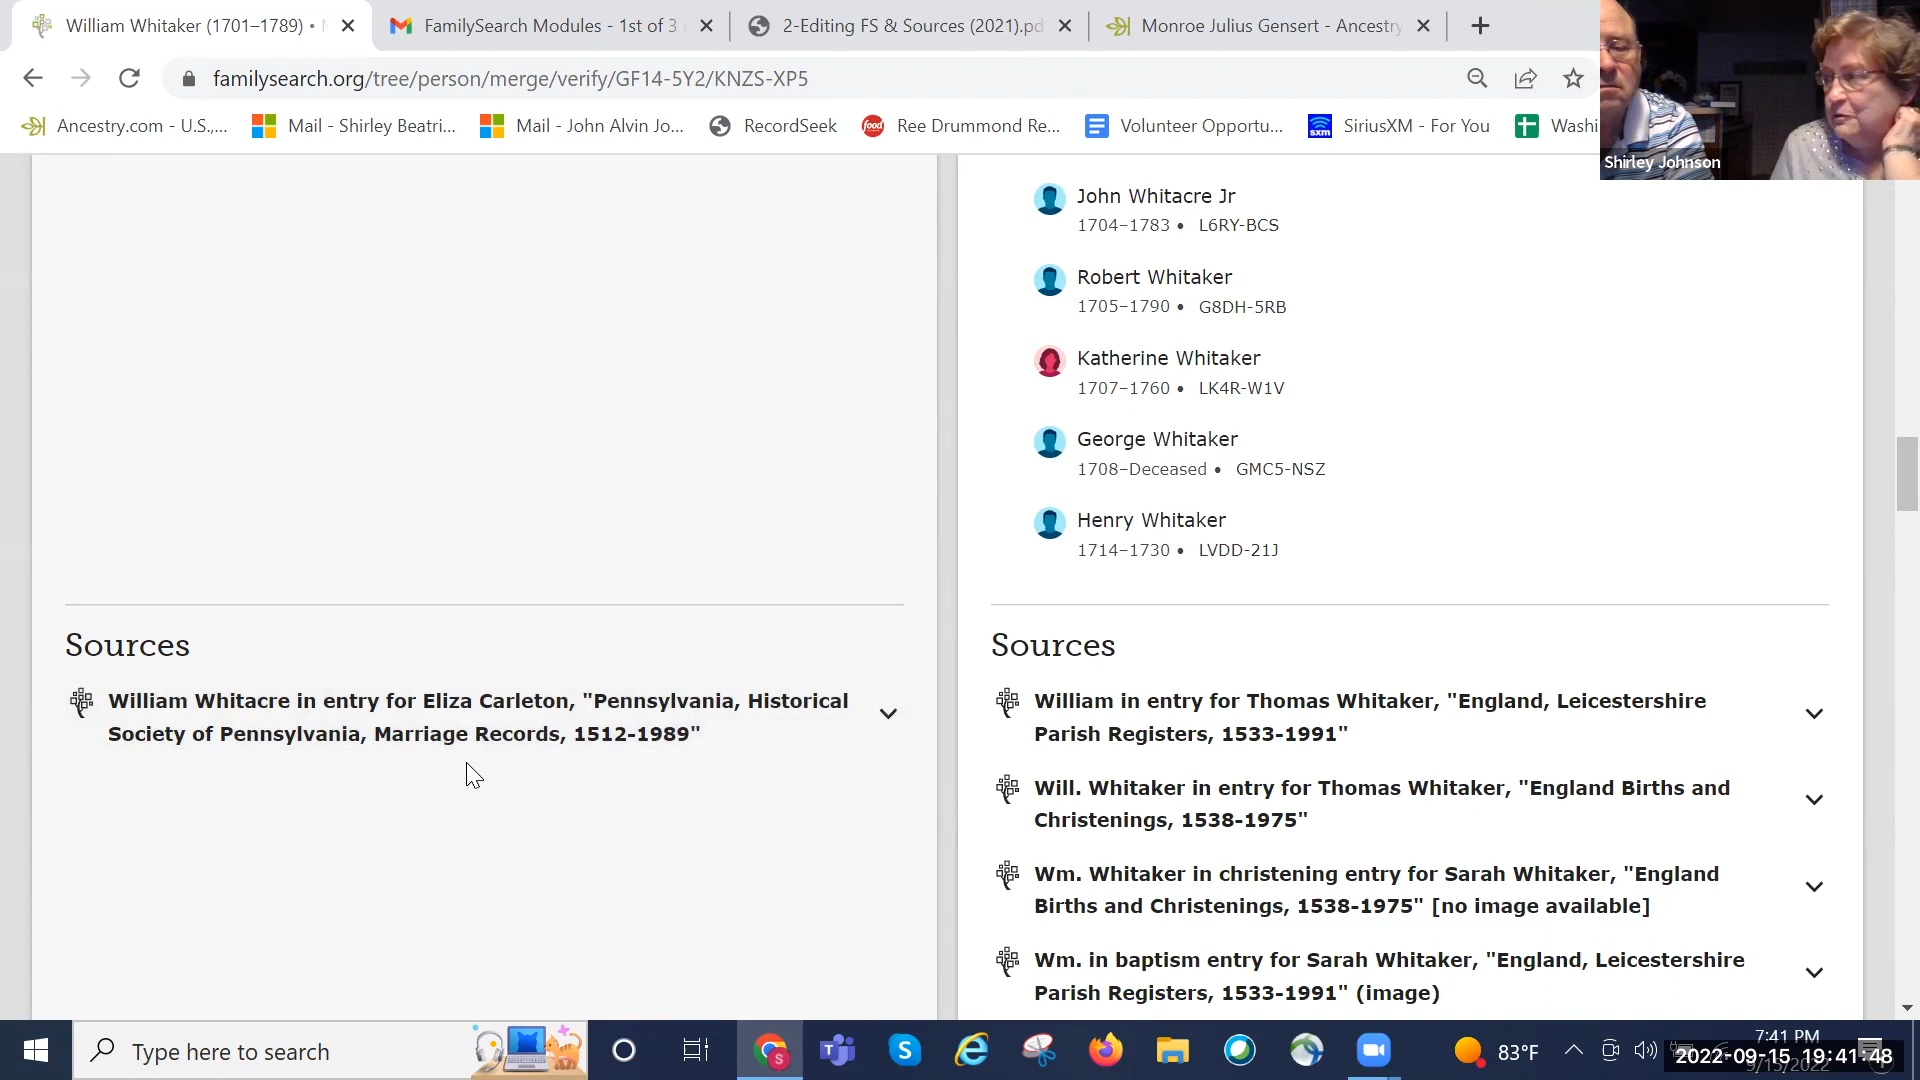 William Whitaker (1701–1789) •
FamilySearch Modules - 1st of 3
2-Editing FS & Sources (2021).pd
Monroe Julius Gensert - Ancestry
familysearch.org/tree/person/merge/verify/GF14-5Y2/KNZS-XP5
Ancestry.com - U.S.,...
Mail - Shirley Beatri...
Mail - John Alvin Jo...
RecordSeek
food
Ree Drummond Re...
Volunteer Opportu...
sxm
SiriusXM - For You
Washi
Shirley Johnson
John Whitacre Jr
1704–1783 • L6RY-BCS
Robert Whitaker
1705–1790 • G8DH-5RB
Katherine Whitaker
1707–1760 • LK4R-W1V
George Whitaker
1708–Deceased • GMC5-NSZ
Henry Whitaker
1714–1730 • LVDD-21J
Sources
William Whitacre in entry for Eliza Carleton, "Pennsylvania, Historical
Society of Pennsylvania, Marriage Records, 1512-1989"
Sources
William in entry for Thomas Whitaker, "England, Leicestershire
Parish Registers, 1533-1991"
Will. Whitaker in entry for Thomas Whitaker, "England Births and
Christenings, 1538-1975"
Wm. Whitaker in christening entry for Sarah Whitaker, "England
Births and Christenings, 1538-1975" [no image available]
Wm. in baptism entry for Sarah Whitaker, "England, Leicestershire
Parish Registers, 1533-1991" (image)
Type here to search
S
83°F
7:41 PM
2022-09-15 19:41:48
9/15/2022